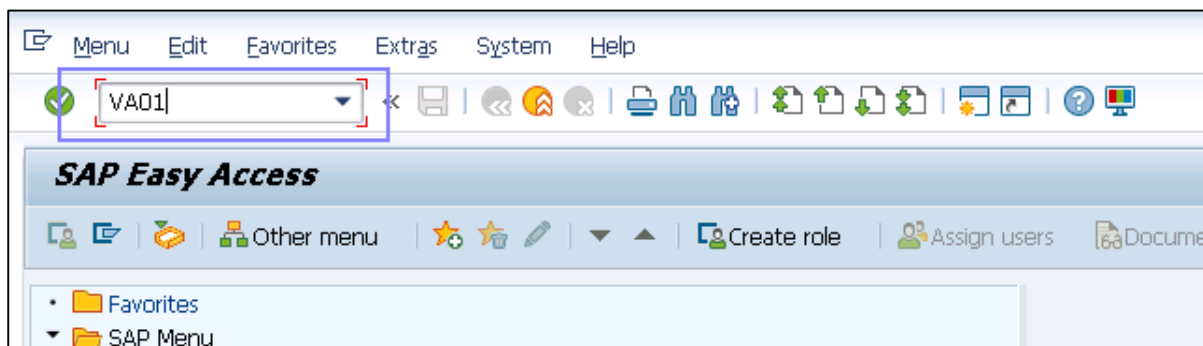 Menu Edit Favorites Extras System Help
VA01
SAP Easy Access
Other menu Create role Assign users Docume
Favorites
SAP Menu